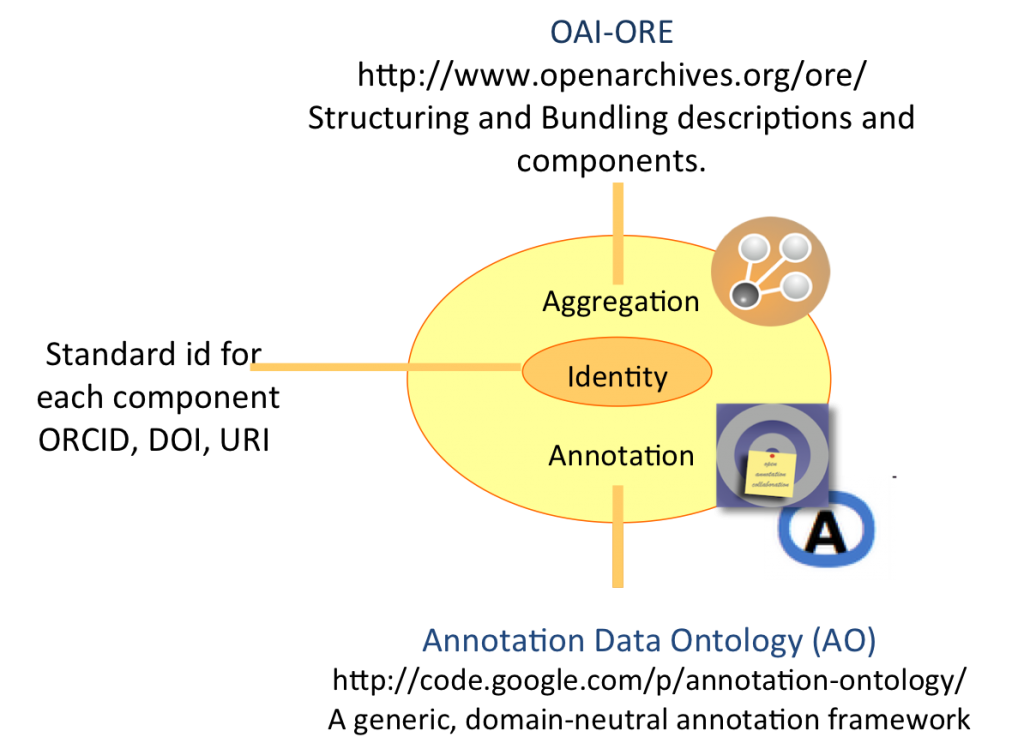 OAI-ORE
http://www.openarchives.org/ore/
Structuring and Bundling descriptions and
components.
Aggregation
Standard id for
each component
ORCID, DOI, URI
Identity
Annotation
open
annotation
collaboration
A
Annotation Data Ontology (AO)
http://code.google.com/p/annotation-ontology/
A generic, domain-neutral annotation framework